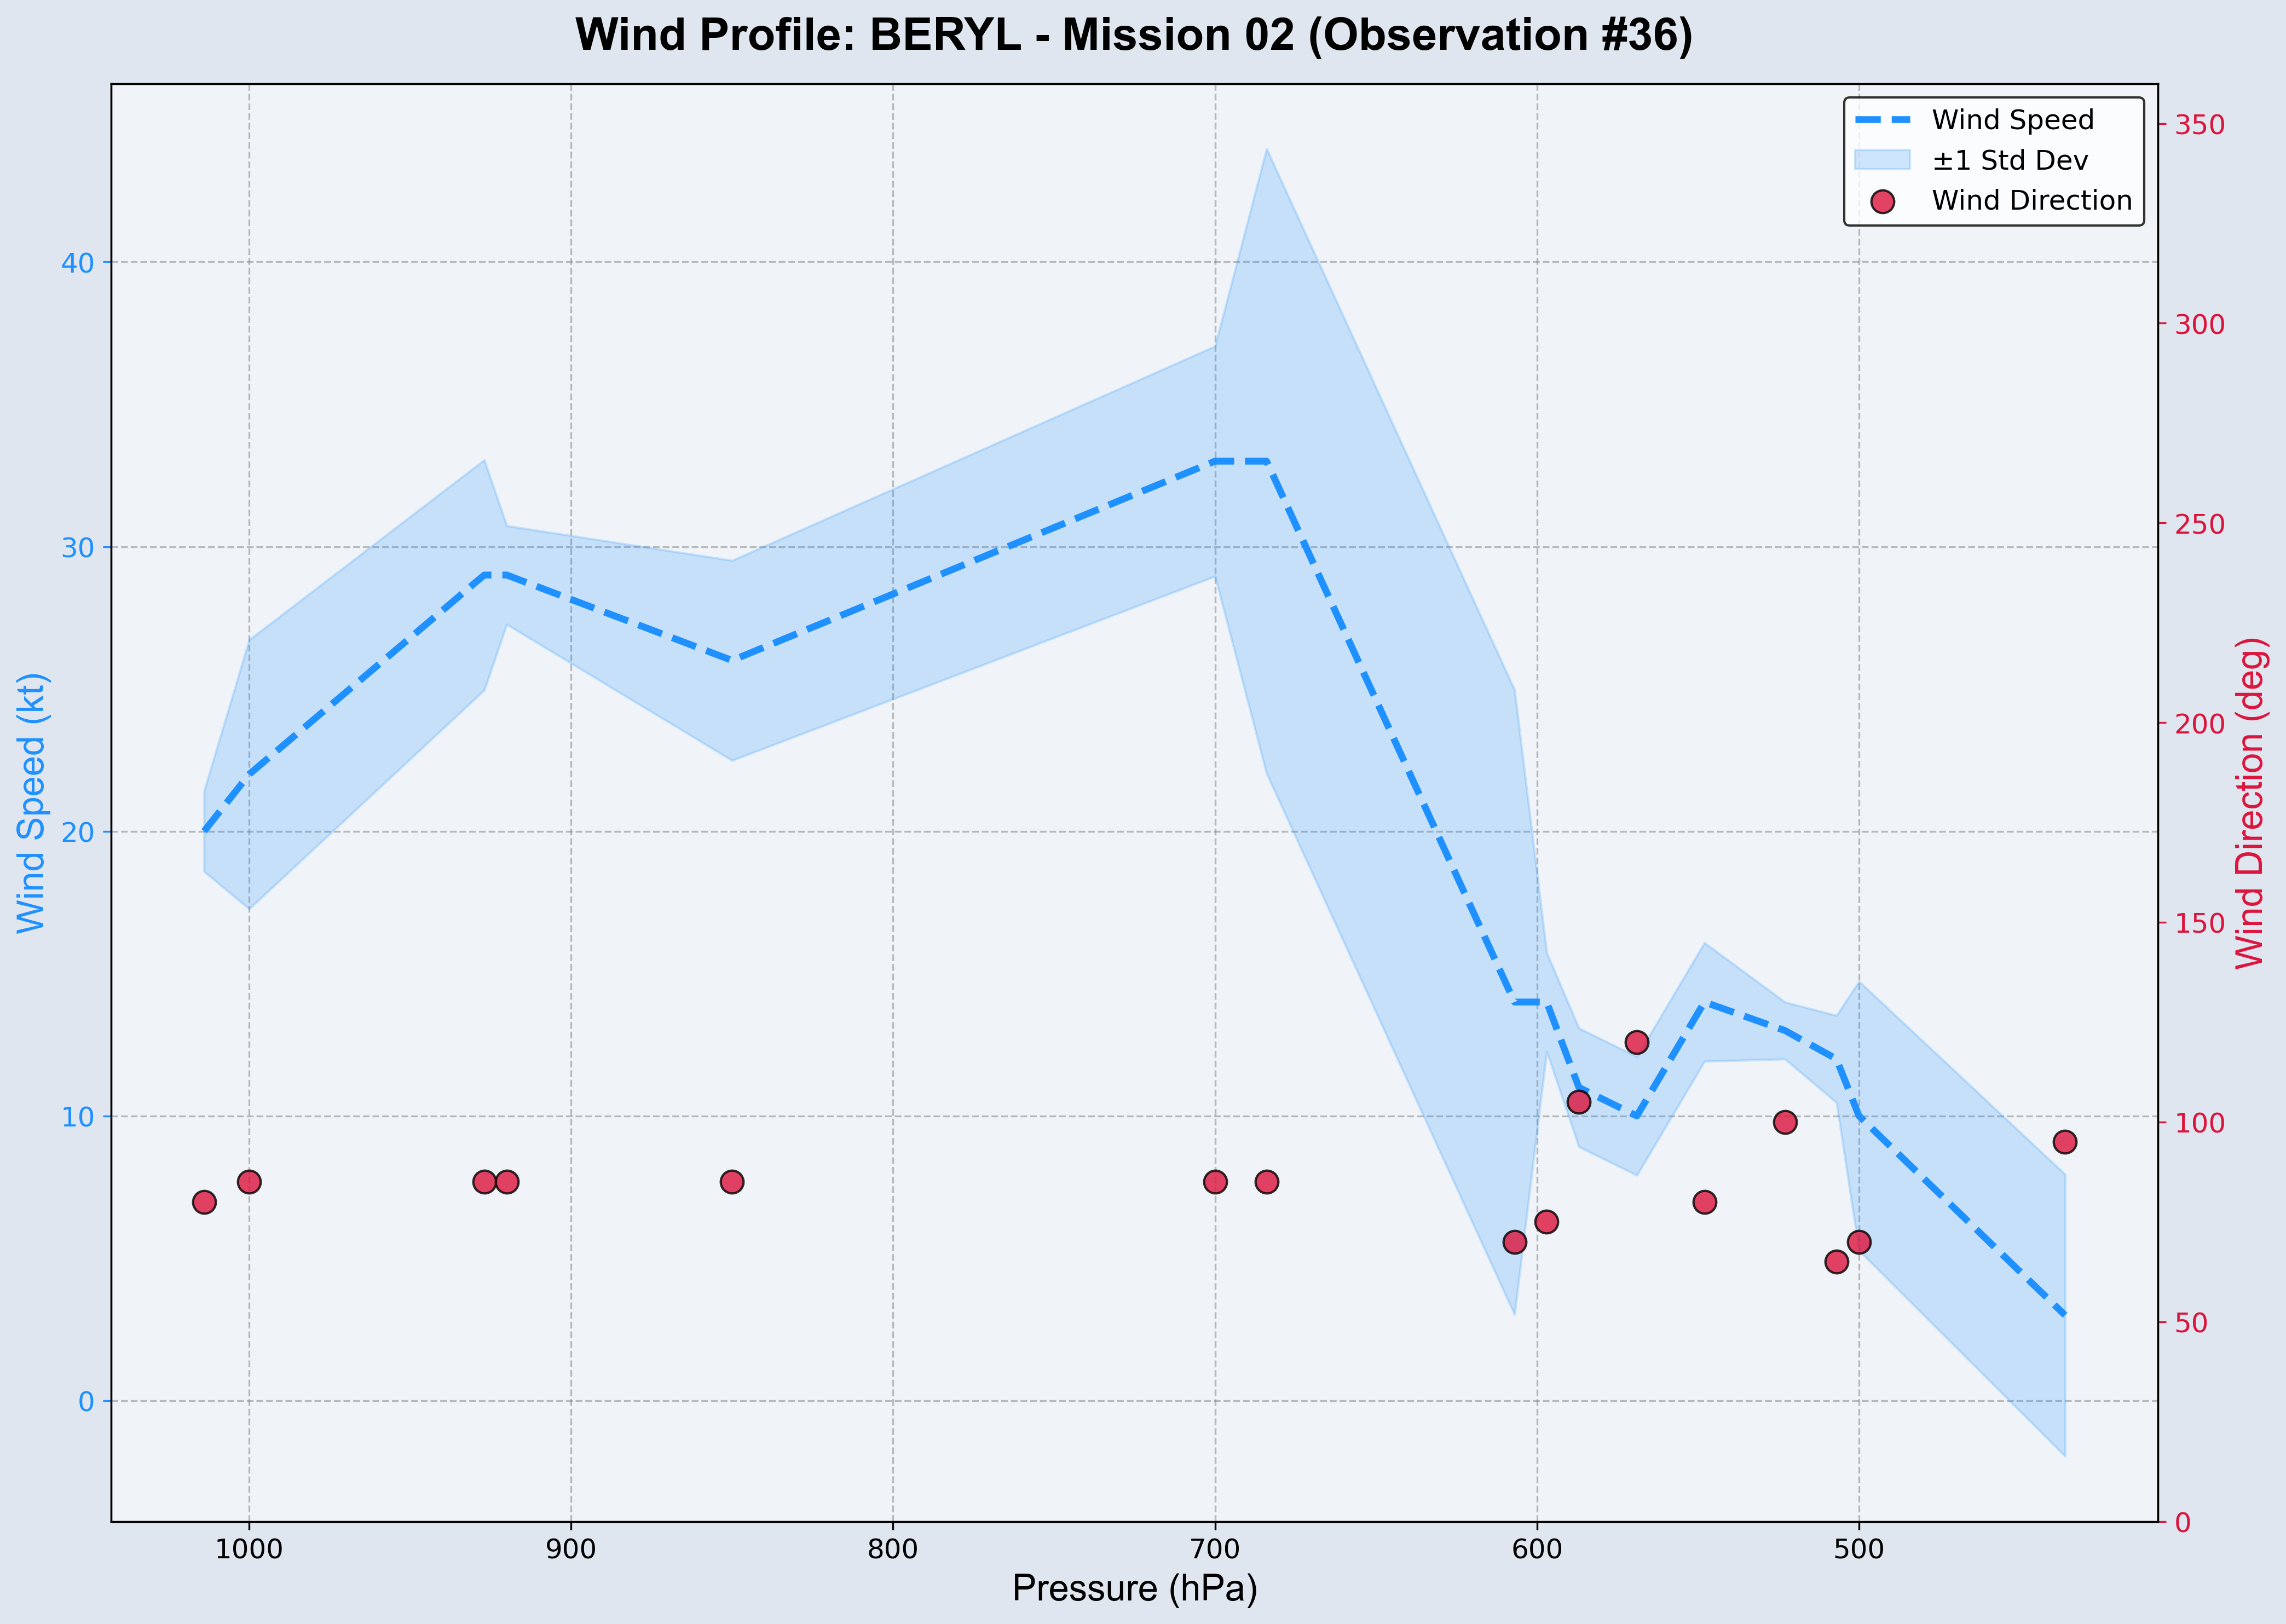 Wind Profile: BERYL - Mission 02 (Observation #36)
Wind Speed
±1 Std Dev
Wind Direction
Wind Speed (kt)
40
30
20
10
0
350
300
250
200
150
100
50
0
Wind Direction (deg)
1000 900 800 700 600 500
Pressure (hPa)